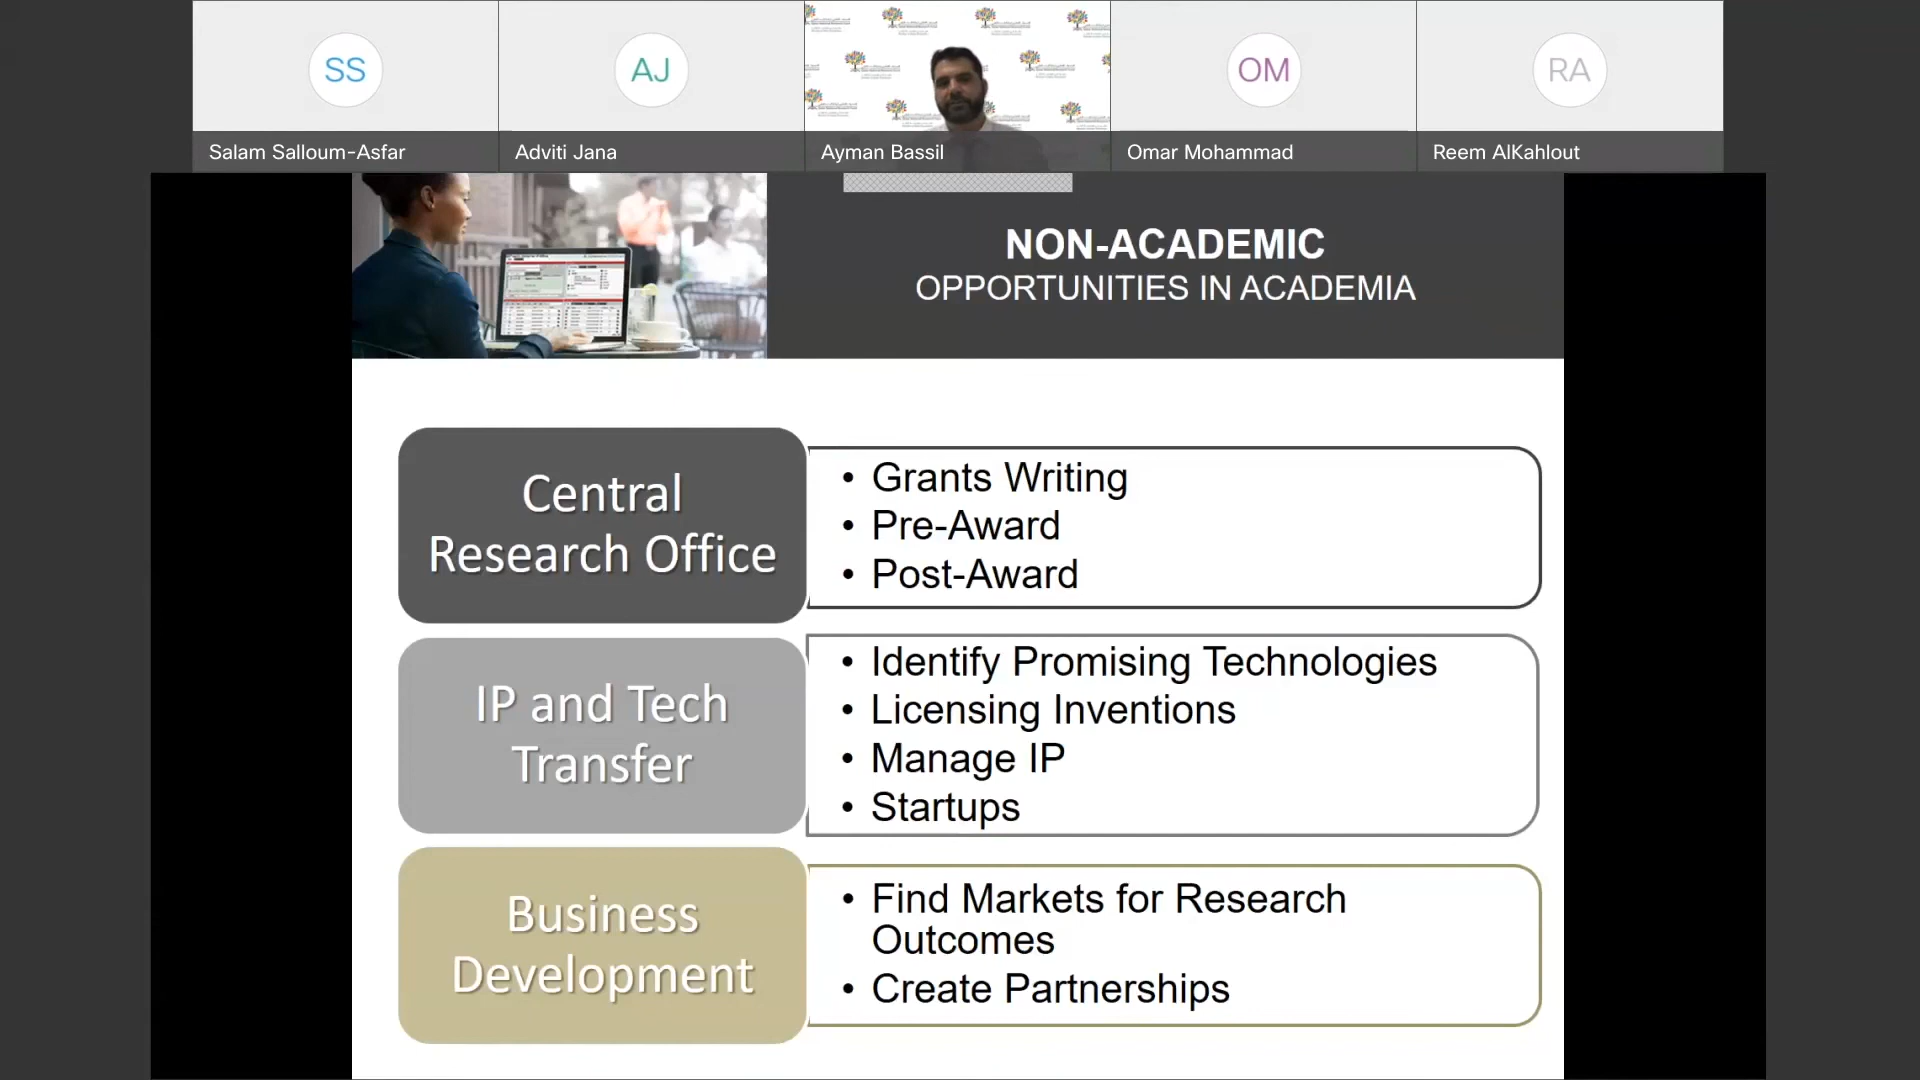 SS
AJ
OM
RA
Salam Salloum-Asfar
Adviti Jana
Ayman Bassil
Omar Mohammad
Reem AlKahlout
NON-ACADEMIC
OPPORTUNITIES IN ACADEMIA
Central
Research Office
• Grants Writing
• Pre-Award
• Post-Award
IP and Tech
Transfer
• Identify Promising Technologies
• Licensing Inventions
• Manage IP
• Startups
Business
Development
• Find Markets for Research
Outcomes
• Create Partnerships